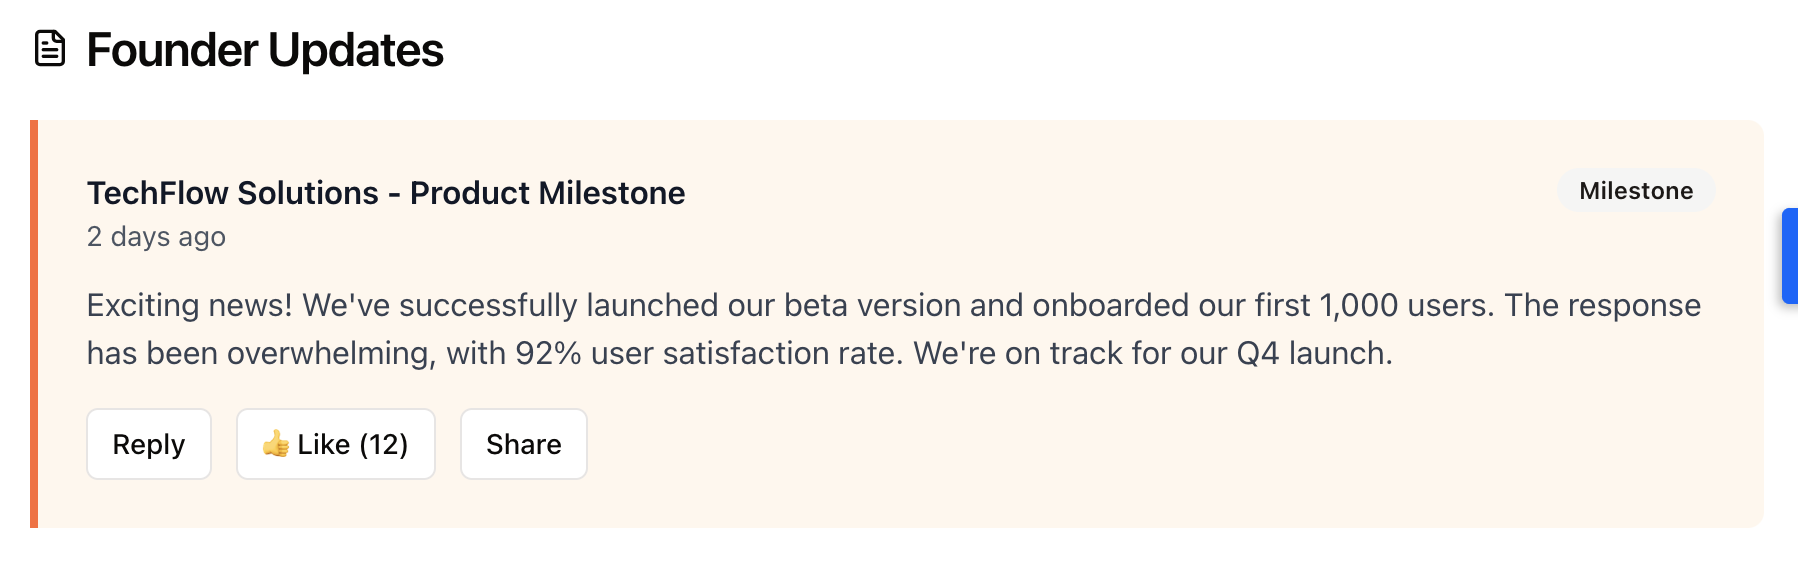 Founder Updates
TechFlow Solutions - Product Milestone
Milestone
2 days ago
Exciting news! We've successfully launched our beta version and onboarded our first 1,000 users. The response
has been overwhelming, with 92% user satisfaction rate. We're on track for our Q4 launch.
Reply
👍 Like (12)
Share